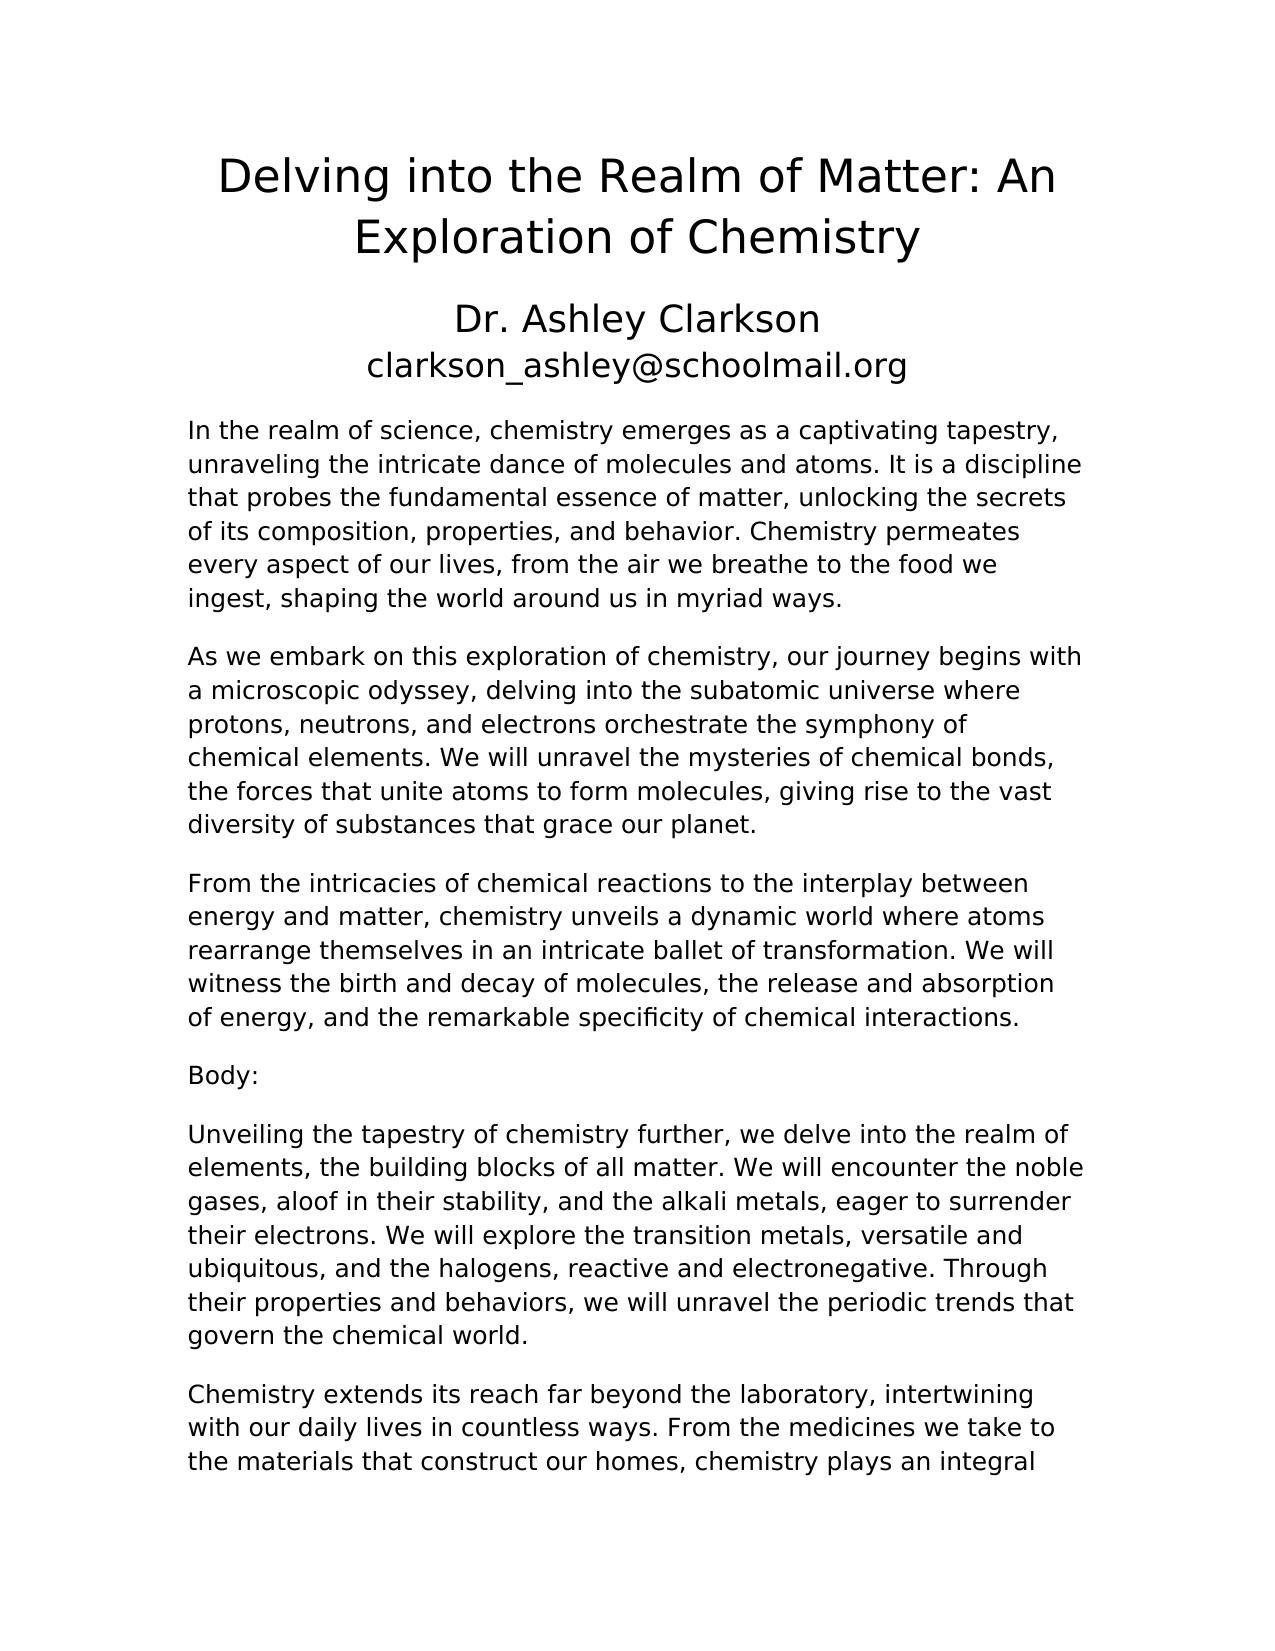 Delving into the Realm of Matter: An
Exploration of Chemistry
Dr. Ashley Clarkson
clarkson_ashley@schoolmail.org
In the realm of science, chemistry emerges as a captivating tapestry,
unraveling the intricate dance of molecules and atoms. It is a discipline
that probes the fundamental essence of matter, unlocking the secrets
of its composition, properties, and behavior. Chemistry permeates
every aspect of our lives, from the air we breathe to the food we
ingest, shaping the world around us in myriad ways.
As we embark on this exploration of chemistry, our journey begins with
a microscopic odyssey, delving into the subatomic universe where
protons, neutrons, and electrons orchestrate the symphony of
chemical elements. We will unravel the mysteries of chemical bonds,
the forces that unite atoms to form molecules, giving rise to the vast
diversity of substances that grace our planet.
From the intricacies of chemical reactions to the interplay between
energy and matter, chemistry unveils a dynamic world where atoms
rearrange themselves in an intricate ballet of transformation. We will
witness the birth and decay of molecules, the release and absorption
of energy, and the remarkable specificity of chemical interactions.
Body:
Unveiling the tapestry of chemistry further, we delve into the realm of
elements, the building blocks of all matter. We will encounter the noble
gases, aloof in their stability, and the alkali metals, eager to surrender
their electrons. We will explore the transition metals, versatile and
ubiquitous, and the halogens, reactive and electronegative. Through
their properties and behaviors, we will unravel the periodic trends that
govern the chemical world.
Chemistry extends its reach far beyond the laboratory, intertwining
with our daily lives in countless ways. From the medicines we take to
the materials that construct our homes, chemistry plays an integral